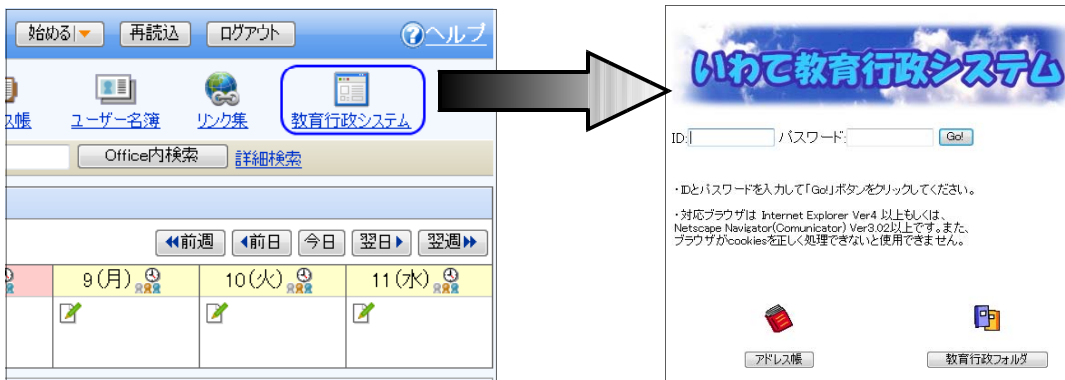 始める
再読込
ログアウト
ヘルプ
ス帳
ユーザー名簿
リンク集
教育行政システム
Office内検索
詳細検索
前週
前日
今日
翌日
翌週
9(月)
10(火)
11(水)
いわて教育行政システム
ID:
パスワード:
Go!
・IDとパスワードを入力して「Go!」ボタンをクリックしてください。
・対応ブラウザは Internet Explorer Ver4 以上もしくは、
Netscape Navigator(Comunicator) Ver3.02以上です。また、
ブラウザがcookiesを正しく処理できないと使用できません。
アドレス帳
教育行政フォルダ